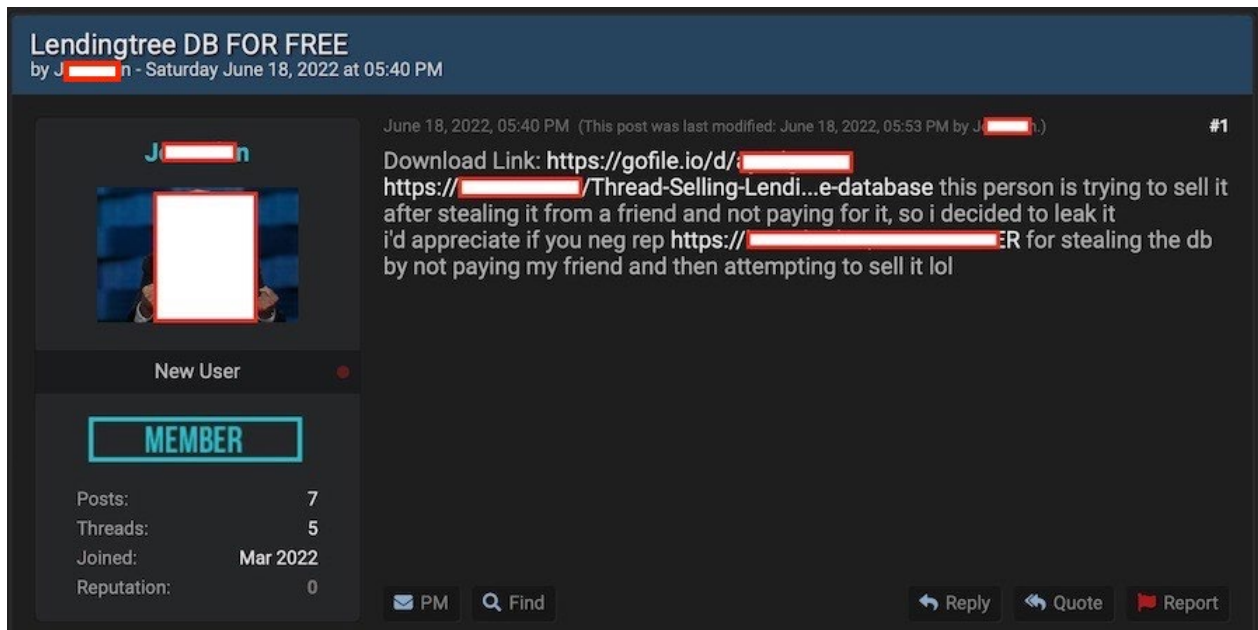 Lendingtree DB FOR FREE
by J n - Saturday June 18, 2022 at 05:40 PM
J n
New User
MEMBER
Posts: 7
Threads: 5
Joined: Mar 2022
Reputation: 0
June 18, 2022, 05:40 PM (This post was last modified: June 18, 2022, 05:53 PM by J .) #1
Download Link: https://gofile.io/d/
https:// /Thread-Selling-Lendi...e-database this person is trying to sell it
after stealing it from a friend and not paying for it, so i decided to leak it
i'd appreciate if you neg rep https:// ER for stealing the db
by not paying my friend and then attempting to sell it lol
PM Find Reply Quote Report